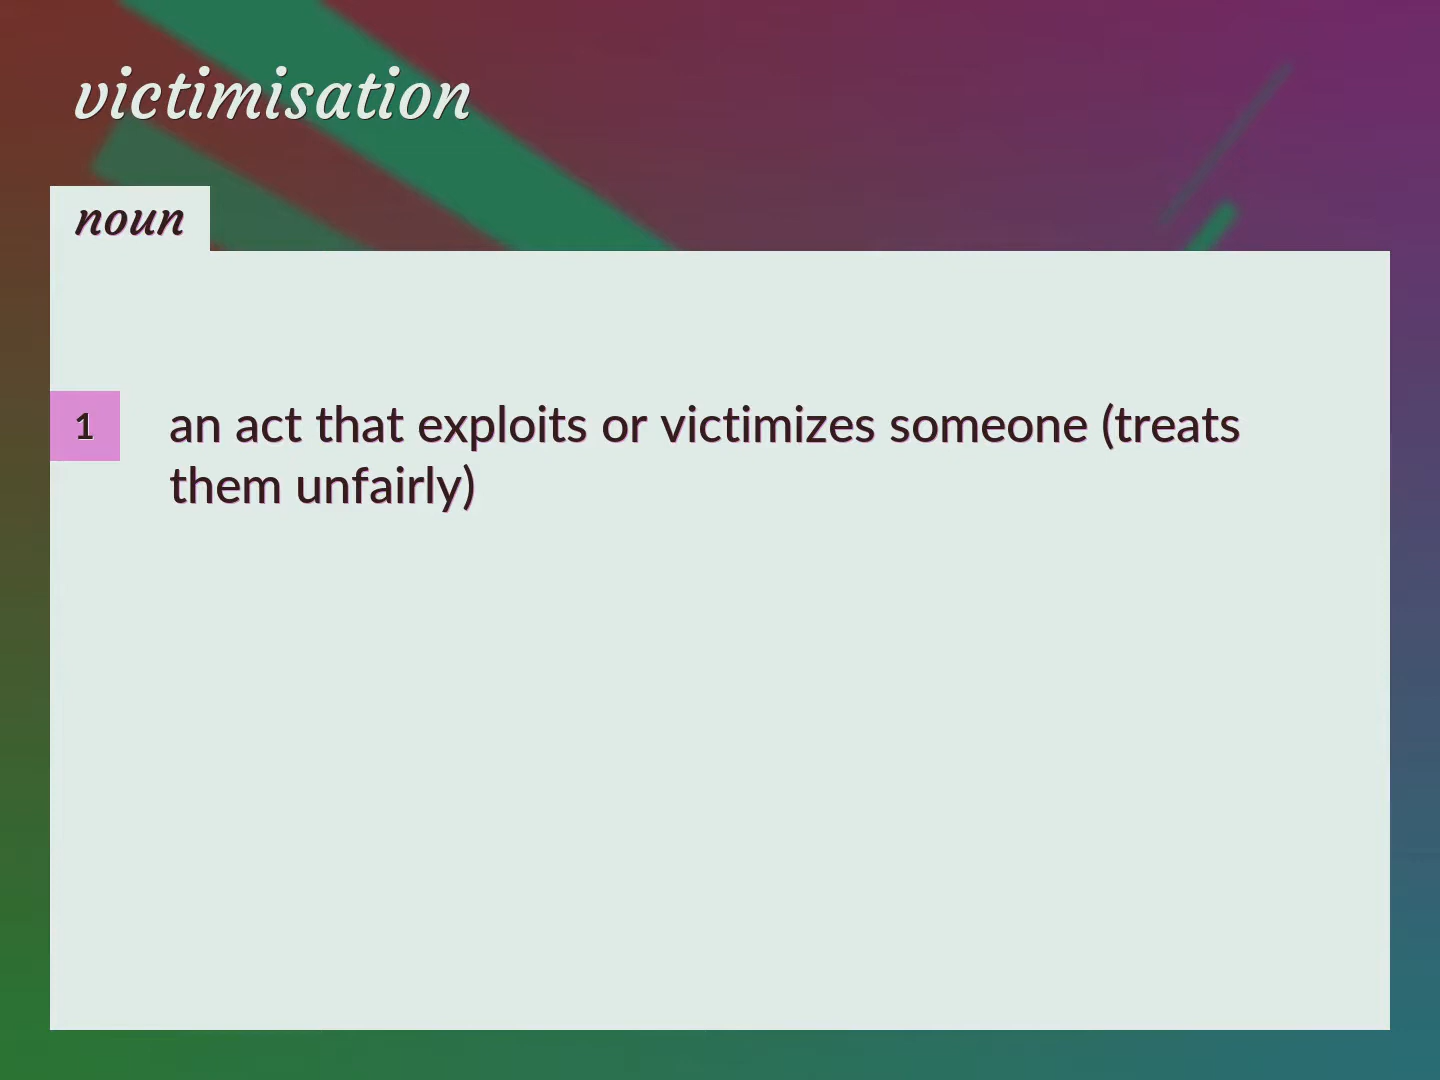 victimisation
noun
1 an act that exploits or victimizes someone (treats
them unfairly)